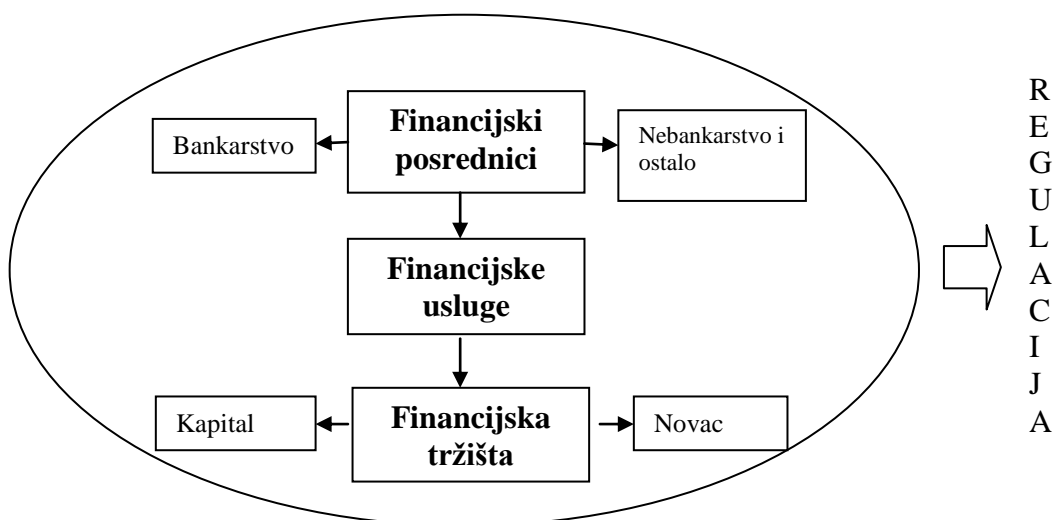 Financijski
posrednici
Bankarstvo
Nebankarstvo i
ostalo
Financijske
usluge
Financijska
tržišta
Kapital
Novac
R
E
G
U
L
A
C
I
J
A